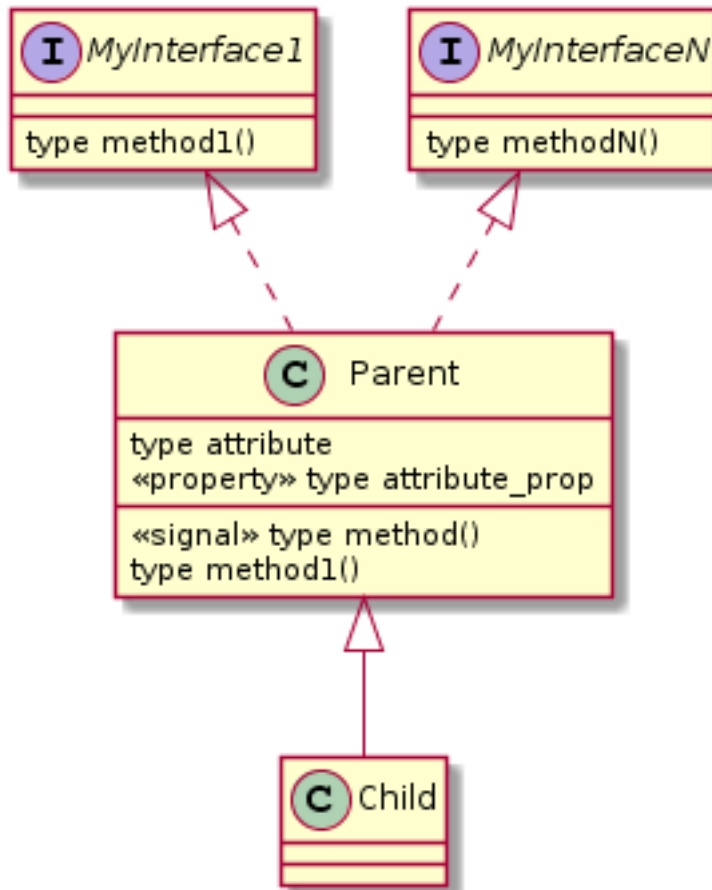 I MyInterface1
type method1()
I MyInterfaceN
type methodN()
C Parent
type attribute
«property» type attribute_prop
«signal» type method()
type method1()
C Child